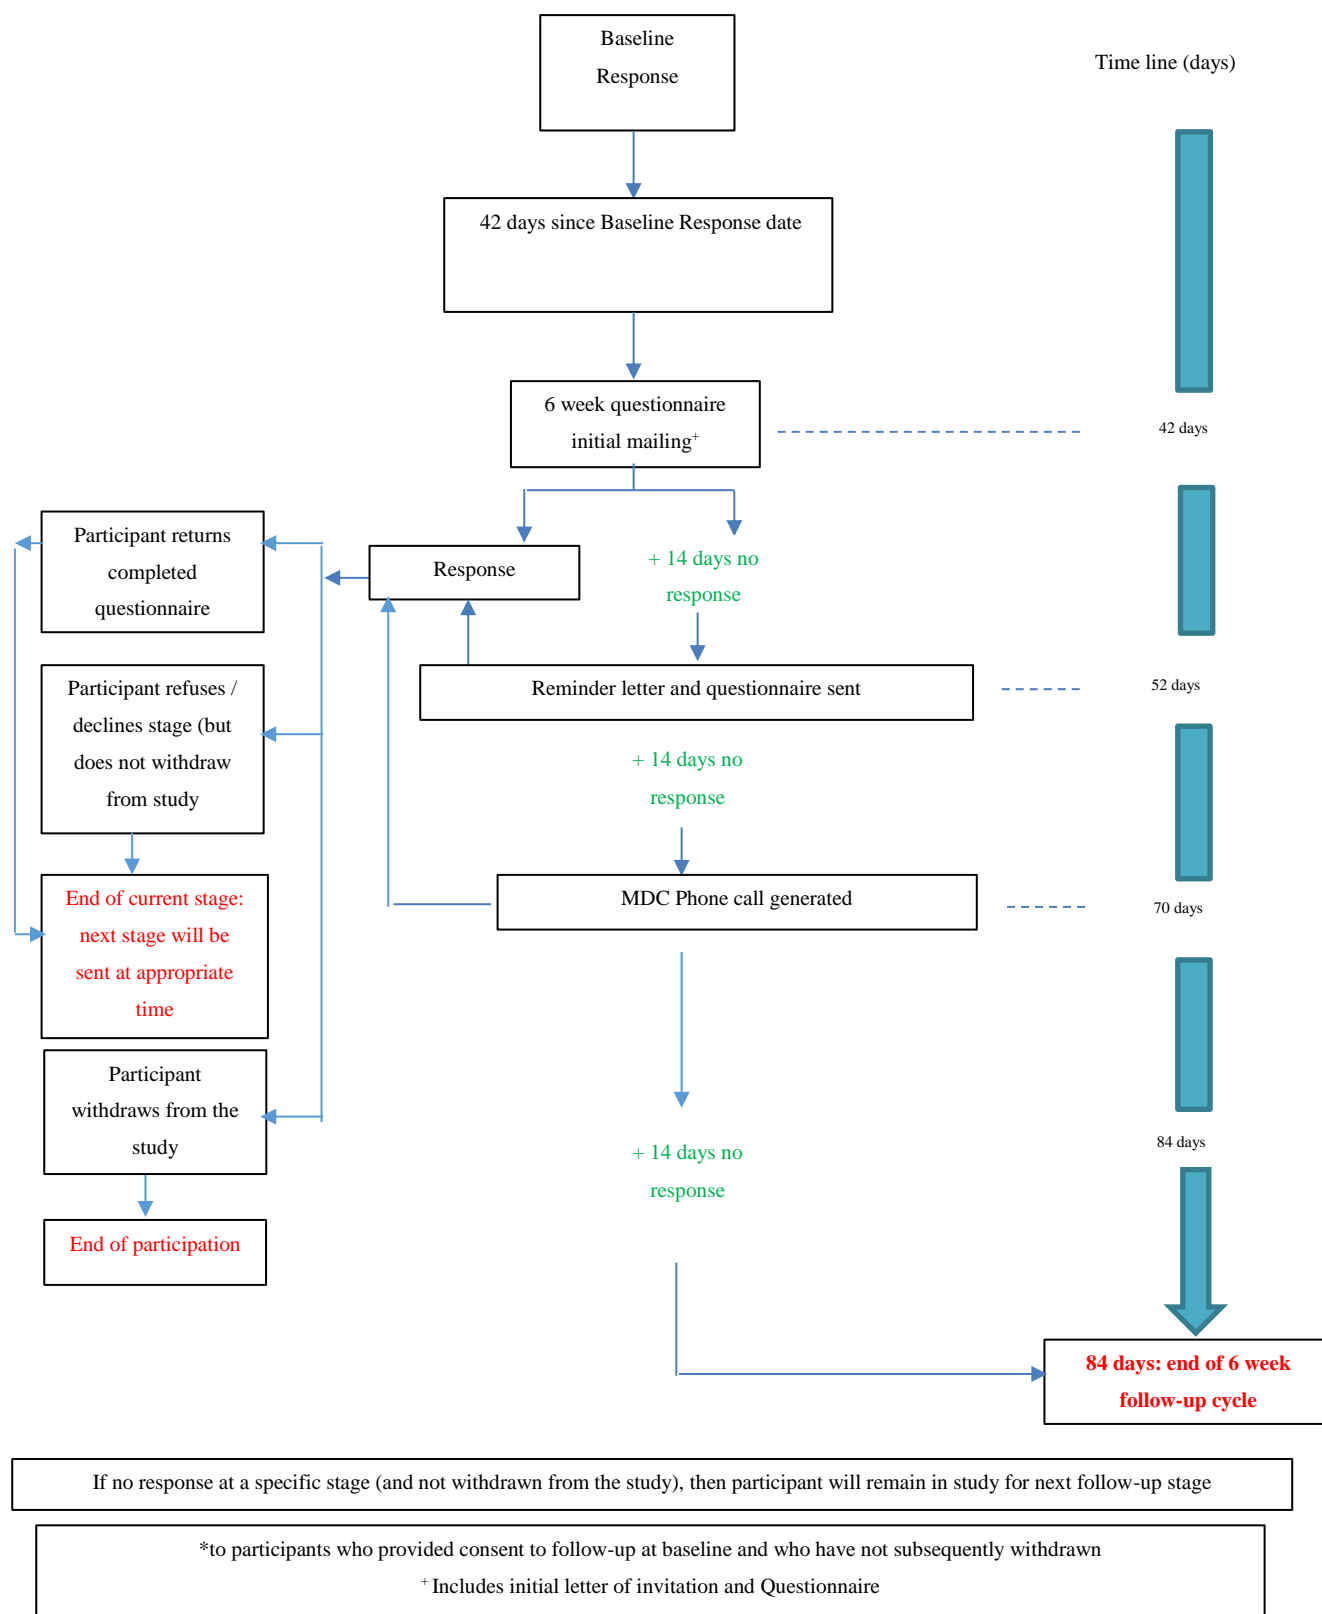 Baseline
Response
Time line (days)
42 days since Baseline Response date
6 week questionnaire
initial mailing+
42 days
Participant returns
completed
questionnaire
Response
+ 14 days no
response
Participant refuses /
declines stage (but
does not withdraw
from study
Reminder letter and questionnaire sent
52 days
+ 14 days no
response
End of current stage:
next stage will be
sent at appropriate
time
MDC Phone call generated
70 days
Participant
withdraws from the
study
+ 14 days no
response
84 days
End of participation
84 days: end of 6 week
follow-up cycle
If no response at a specific stage (and not withdrawn from the study), then participant will remain in study for next follow-up stage
*to participants who provided consent to follow-up at baseline and who have not subsequently withdrawn
+ Includes initial letter of invitation and Questionnaire